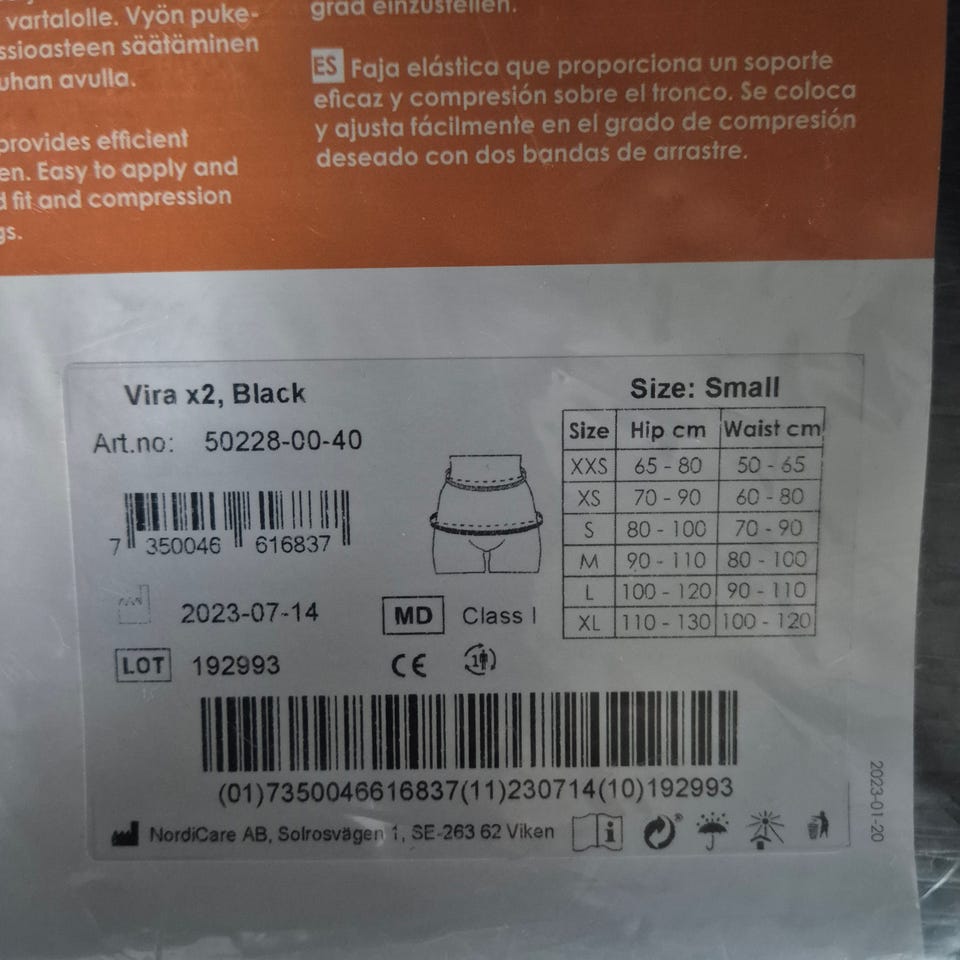 vartalolle. Vyön puke-
ssioasteen säätäminen
uhan avulla.
provides efficient
en. Easy to apply and
d fit and compression
gs.
grad einzustellen.
ES Faja elástica que proporciona un soporte
eficaz y compresión sobre el tronco. Se coloca
y ajusta fácilmente en el grado de compresión
deseado con dos bandas de arrastre.
Vira x2, Black
Art.no: 50228-00-40
7 350046 616837
2023-07-14
MD Class I
LOT 192993
CE 1
Size: Small
Size Hip cm Waist cm
XXS 65 - 80 50 - 65
XS 70 - 90 60 - 80
S 80 - 100 70 - 90
M 90 - 110 80 - 100
L 100 - 120 90 - 110
XL 110 - 130 100 - 120
(01)7350046616837(11)230714(10)192993
NordiCare AB, Solrosvägen 1, SE-263 62 Viken
i
2023-01-20